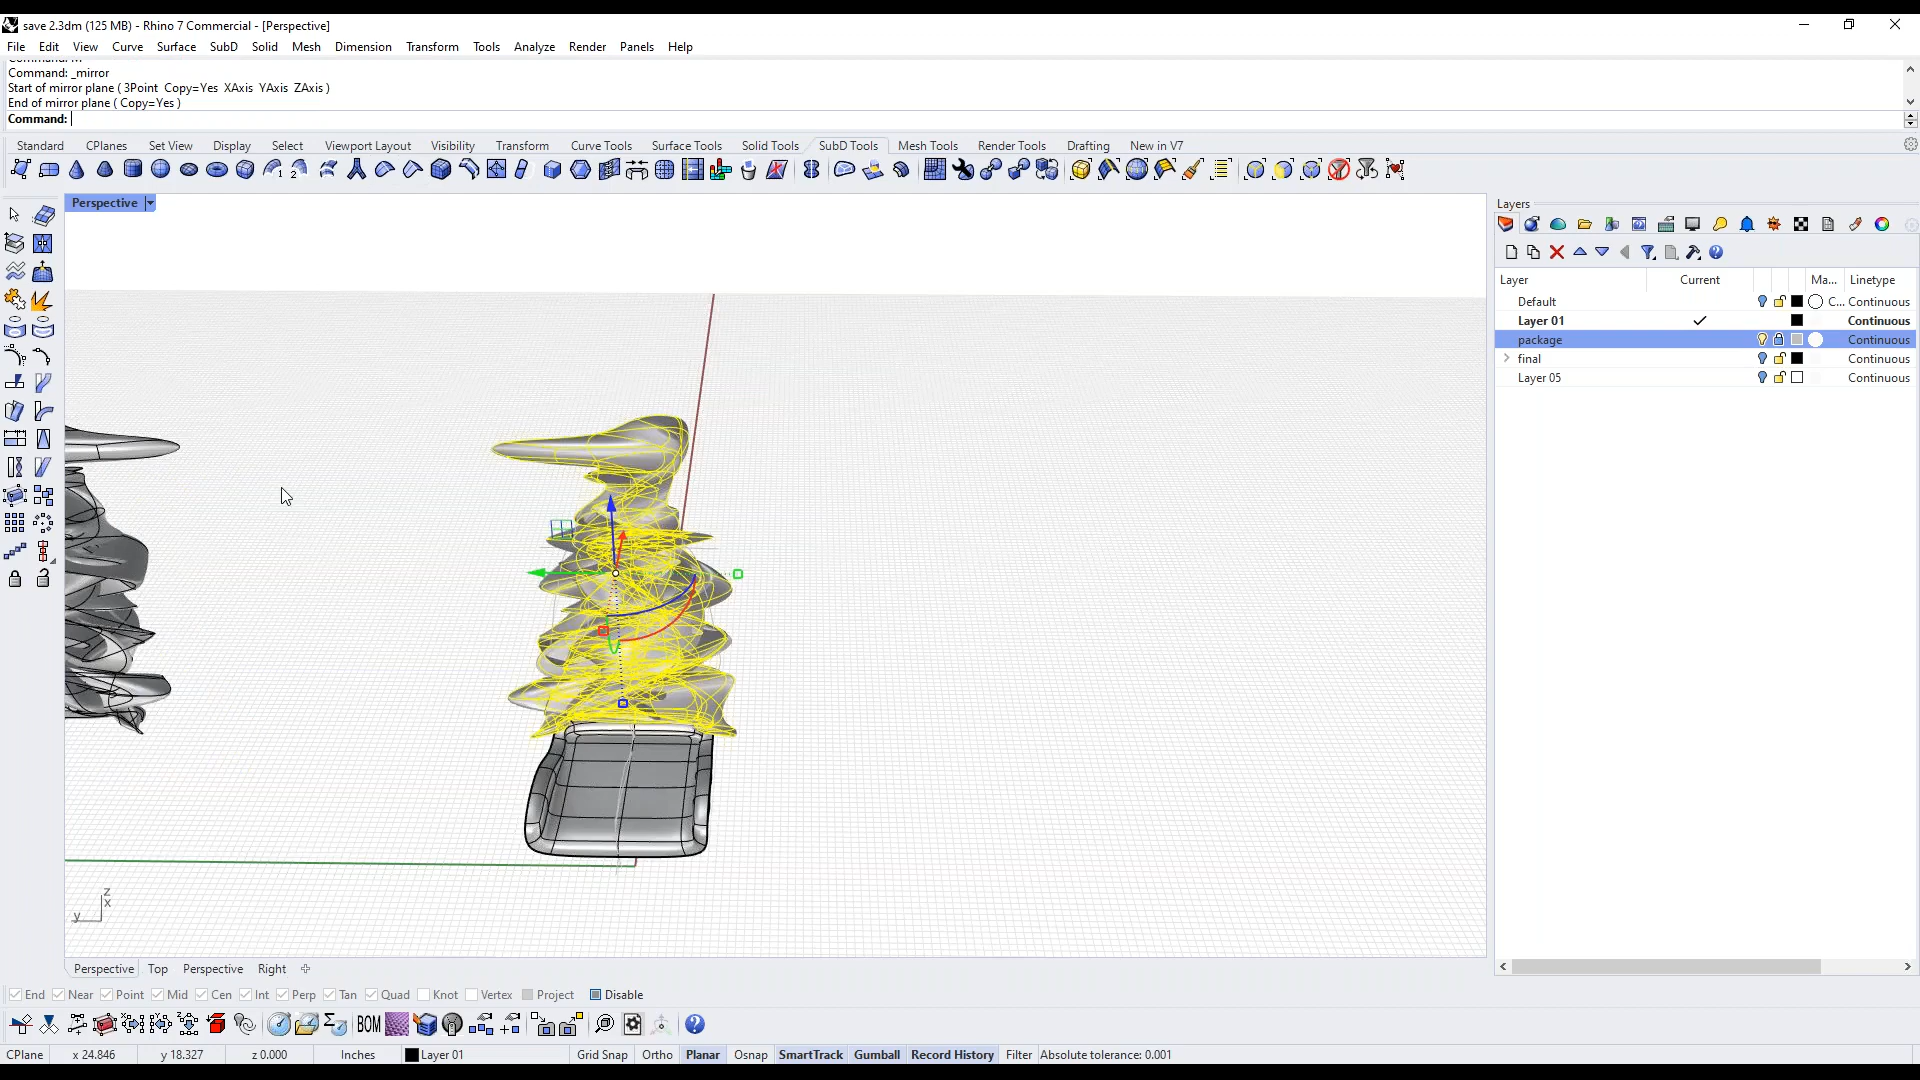 save 2.3dm (125 MB) - Rhino 7 Commercial - [Perspective]
File Edit View Curve Surface SubD Solid Mesh Dimension Transform Tools Analyze Render Panels Help
Command: _mirror
Start of mirror plane ( 3Point Copy=Yes XAxis YAxis ZAxis )
End of mirror plane ( Copy=Yes )
Command:
Standard CPlanes Set View Display Select Viewport Layout Visibility Transform Curve Tools Surface Tools Solid Tools SubD Tools Mesh Tools Render Tools Drafting New in V7
Perspective
Layers
Layer Current Ma... Linetype
Default C... Continuous
Layer 01 Continuous
package Continuous
final Continuous
Layer 05 Continuous
z
x
y
Perspective Top Perspective Right
End Near Point Mid Cen Int Perp Tan Quad Knot Vertex Project Disable
BOM
CPlane x 24.846 y 18.327 z 0.000 Inches Layer 01 Grid Snap Ortho Planar Osnap SmartTrack Gumball Record History Filter Absolute tolerance: 0.001